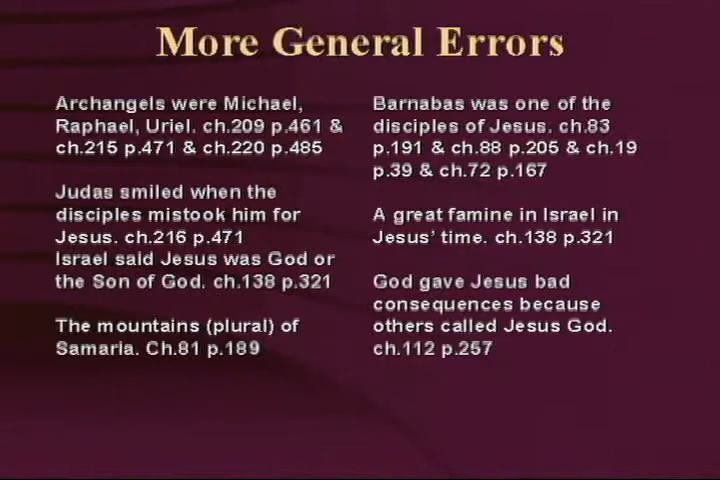 More General Errors
Archangels were Michael,
Raphael, Uriel. ch.209 p.461 &
ch.215 p.471 & ch.220 p.485
Judas smiled when the
disciples mistook him for
Jesus. ch.216 p.471
Israel said Jesus was God or
the Son of God. ch.138 p.321
The mountains (plural) of
Samaria. Ch.81 p.189
Barnabas was one of the
disciples of Jesus. ch.83
p.191 & ch.88 p.205 & ch.19
p.39 & ch.72 p.167
A great famine in Israel in
Jesus' time. ch.138 p.321
God gave Jesus bad
consequences because
others called Jesus God.
ch.112 p.257